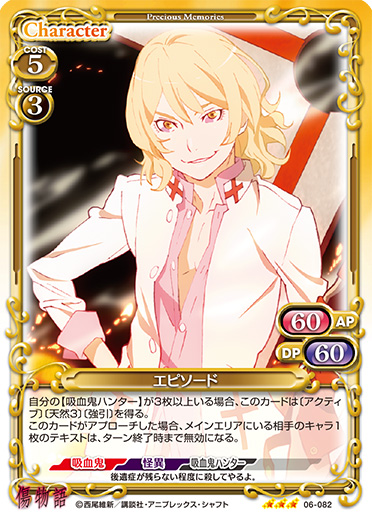 Precious Memories
Character
COST
5
SOURCE
3
60 AP
DP 60
エピソード
自分の【吸血鬼ハンター】が3枚以上いる場合、このカードは〔アクティ
ブ〕〔天然3〕〔強引〕を得る。
このカードがアプローチした場合、メインエリアにいる相手のキャラ1
枚のテキストは、ターン終了時まで無効になる。
吸血鬼 怪異 吸血鬼ハンター
後遺症が残らない程度に殺してやるよ。
傷物語
©西尾維新/講談社・アニプレックス・シャフト
06-082